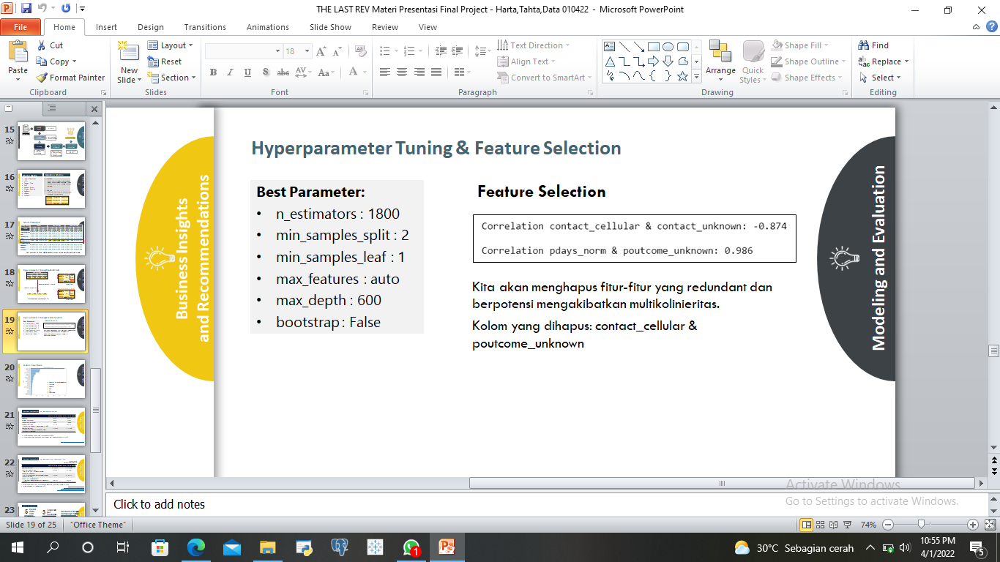 THE LAST REV Materi Presentasi Final Project - Harta,Tahta,Data 010422 - Microsoft PowerPoint
File
Home
Insert
Design
Transitions
Animations
Slide Show
Review
View
Paste
Cut
Copy
Format Painter
Clipboard
New
Slide
Layout
Reset
Section
Slides
18
Font
Text Direction
Align Text
Convert to SmartArt
Paragraph
Arrange
Quick
Styles
Shape Fill
Shape Outline
Shape Effects
Drawing
Find
Replace
Select
Editing
15
16
17
18
19
20
21
22
23
Business Insights
and Recommendations
Hyperparameter Tuning & Feature Selection
Best Parameter:
• n_estimators : 1800
• min_samples_split : 2
• min_samples_leaf : 1
• max_features : auto
• max_depth : 600
• bootstrap : False
Feature Selection
Correlation contact_cellular & contact_unknown: -0.874
Correlation pdays_norm & poutcome_unknown: 0.986
Kita akan menghapus fitur-fitur yang redundant dan
berpotensi mengakibatkan multikolinieritas.
Kolom yang dihapus: contact_cellular &
poutcome_unknown
Modeling and Evaluation
Activate Windows
Go to Settings to activate Windows.
Click to add notes
Slide 19 of 25
"Office Theme"
74%
1
30°C Sebagian cerah
10:55 PM
4/1/2022
5